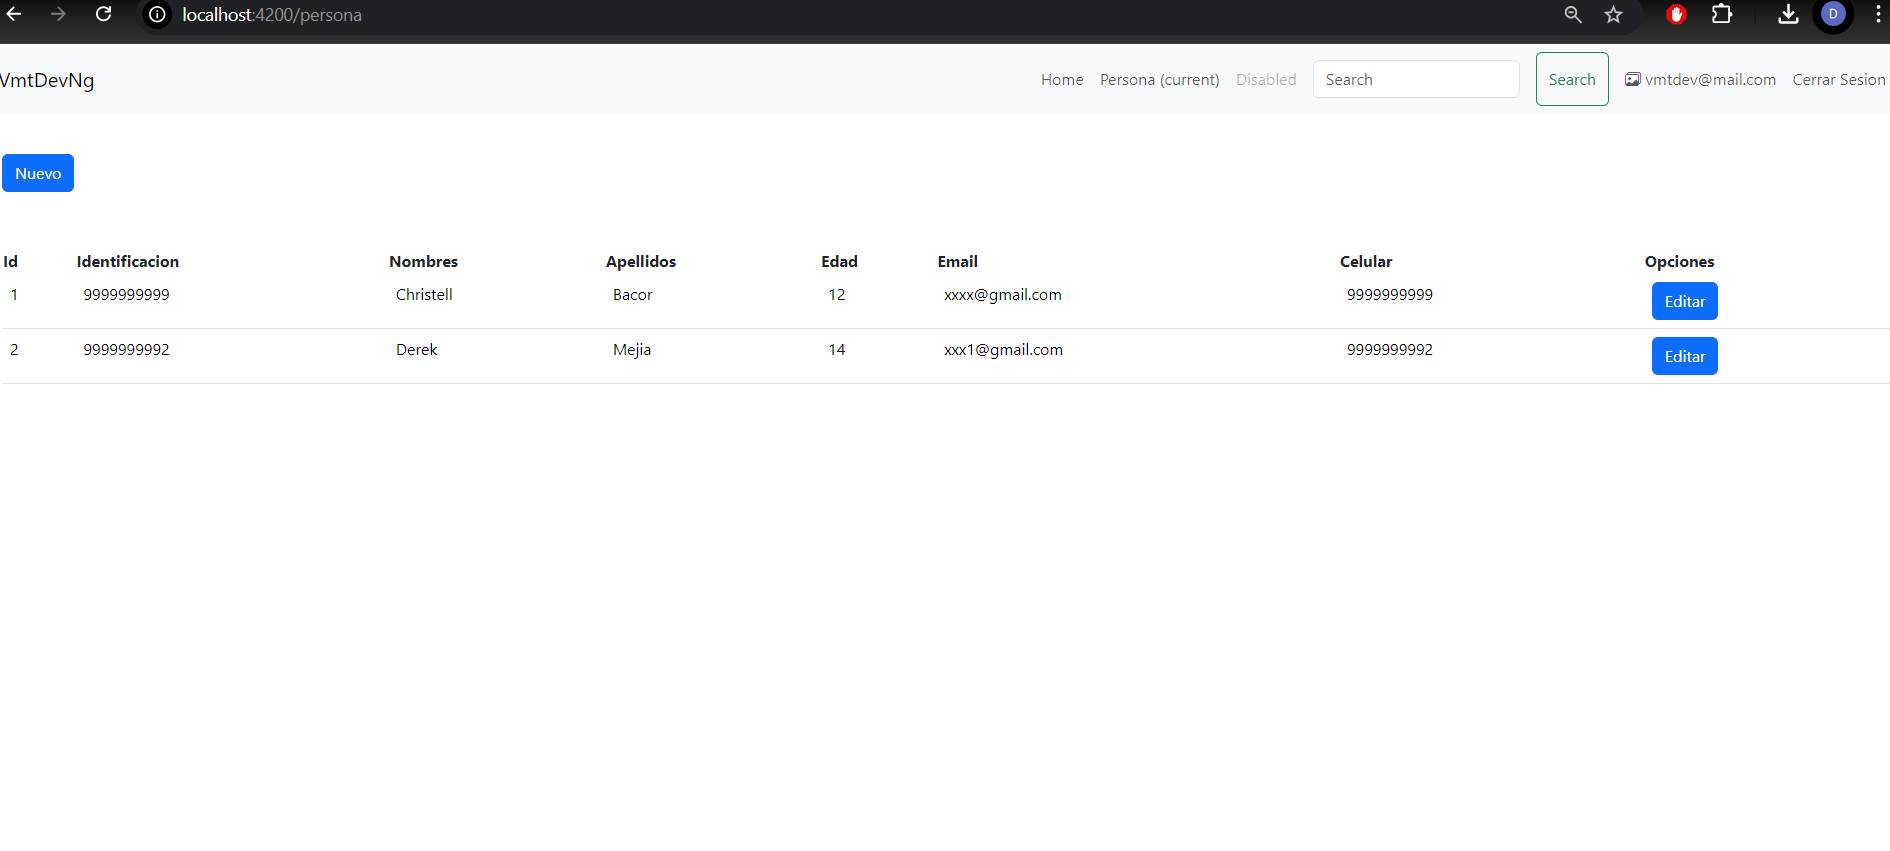 localhost:4200/persona
D
VmtDevNg Home Persona (current) Disabled Search Search vmtdev@mail.com Cerrar Sesion
Nuevo
Id Identificacion Nombres Apellidos Edad Email Celular Opciones
1 9999999999 Christell Bacor 12 xxxx@gmail.com 9999999999 Editar
2 9999999992 Derek Mejia 14 xxx1@gmail.com 9999999992 Editar